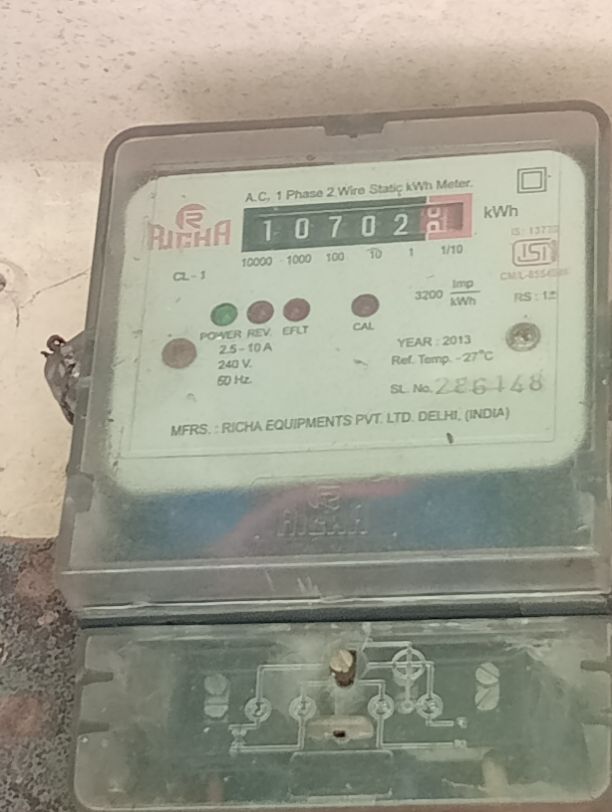 A.C. 1 Phase 2 Wire Static kWh Meter.
RICHA
1 0 7 0 2
kWh
10000 1000 100 10 1 1/10
CL-1
3200 Imp/kWh
POWER REV. EFLT CAL
2.5-10 A
240 V.
50 Hz.
YEAR : 2013
Ref. Temp. -27°C
SL. No. 286148
MFRS. : RICHA EQUIPMENTS PVT. LTD. DELHI, (INDIA)
RICHA